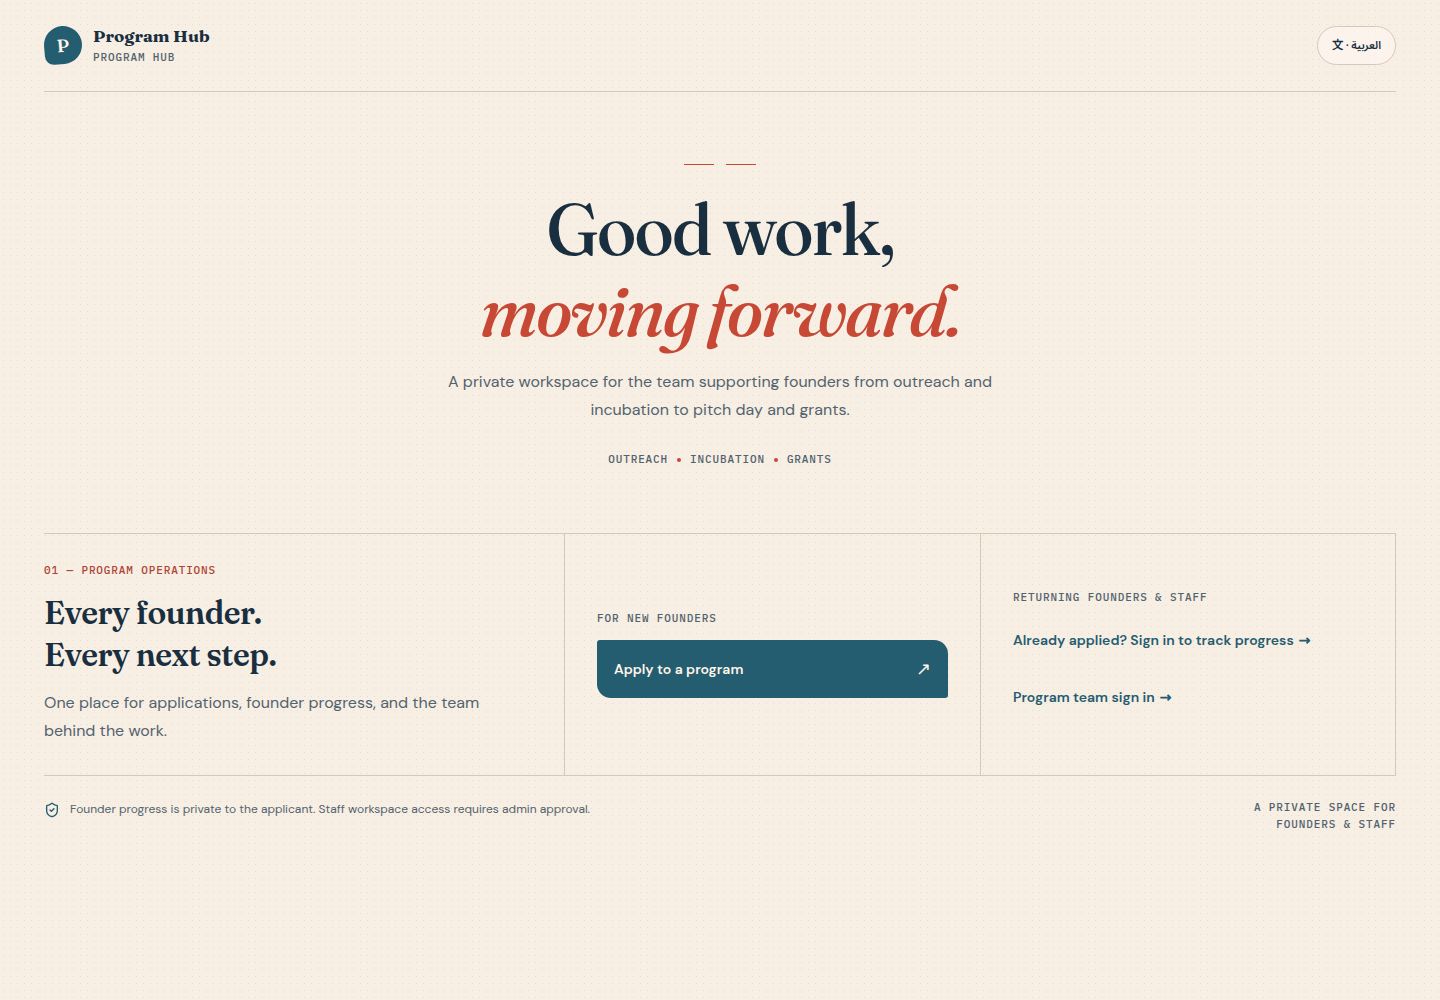 P
Program Hub
PROGRAM HUB
文 · العربية
Good work,
moving forward.
A private workspace for the team supporting founders from outreach and
incubation to pitch day and grants.
OUTREACH • INCUBATION • GRANTS
01 — PROGRAM OPERATIONS
Every founder.
Every next step.
One place for applications, founder progress, and the team
behind the work.
FOR NEW FOUNDERS
Apply to a program ↗
RETURNING FOUNDERS & STAFF
Already applied? Sign in to track progress →
Program team sign in →
Founder progress is private to the applicant. Staff workspace access requires admin approval.
A PRIVATE SPACE FOR
FOUNDERS & STAFF